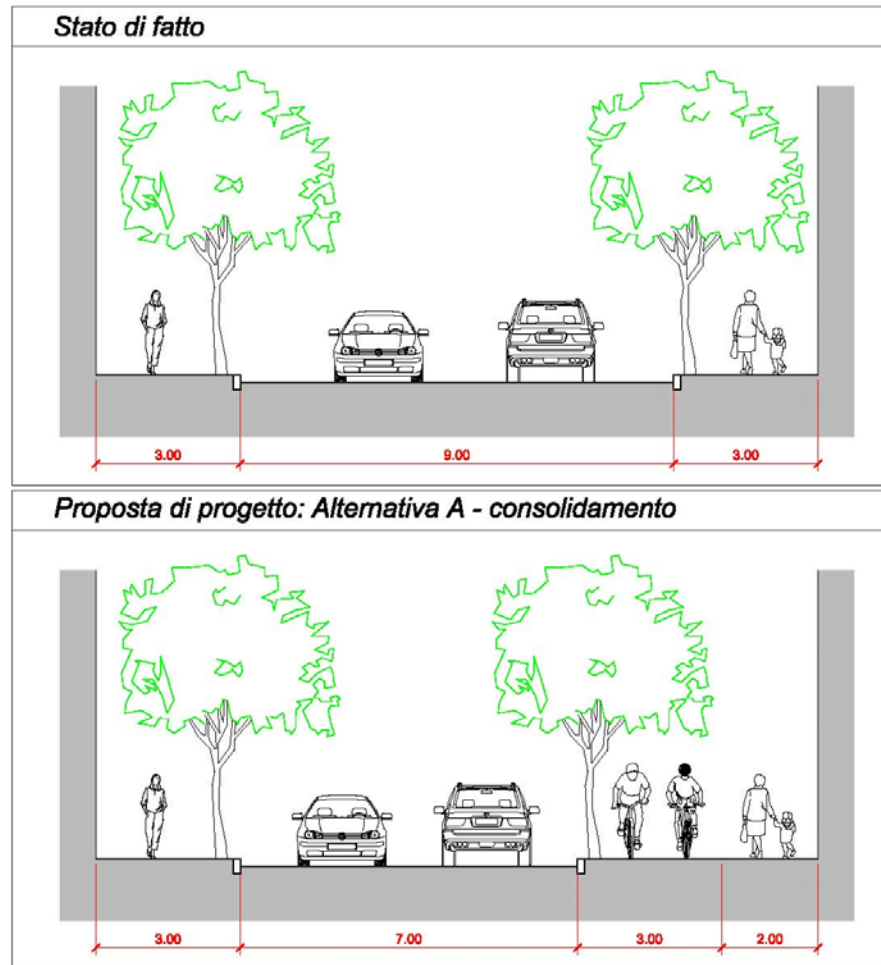 Stato di fatto
3.00 9.00 3.00
Proposta di progetto: Alternativa A - consolidamento
3.00 7.00 3.00 2.00